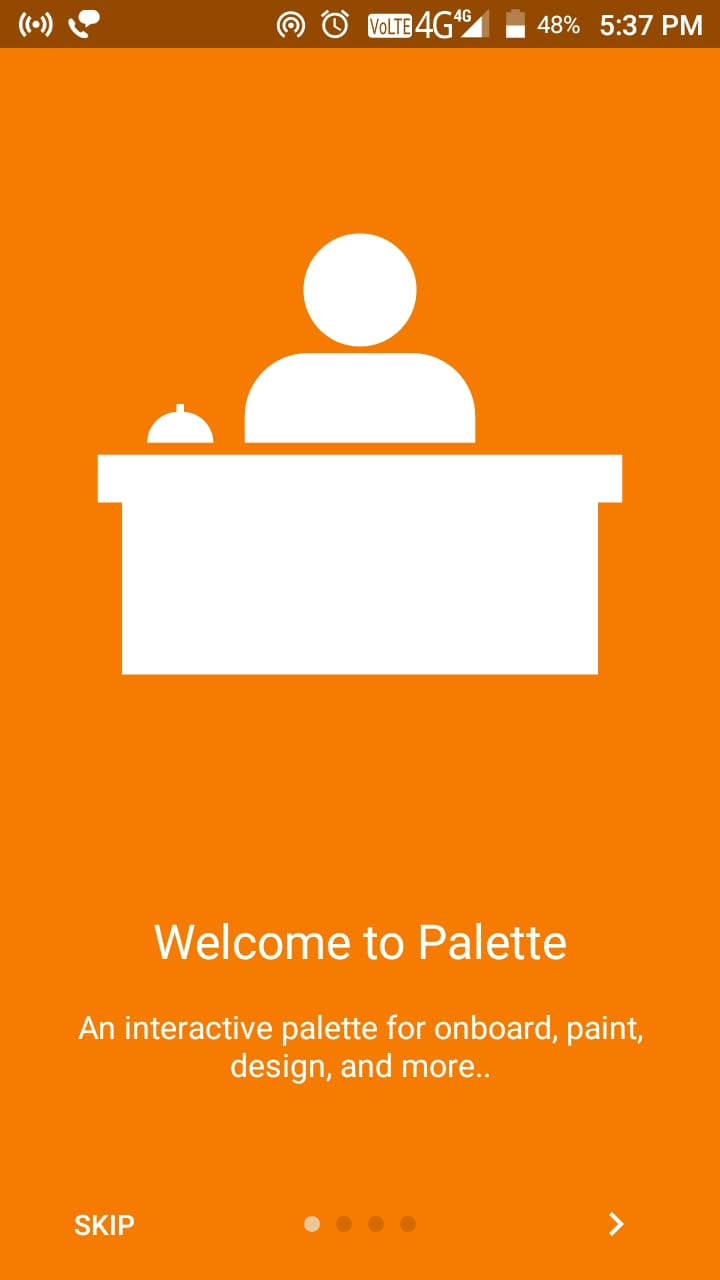 VoLTE 4G 4G 48% 5:37 PM
Welcome to Palette
An interactive palette for onboard, paint,
design, and more..
SKIP